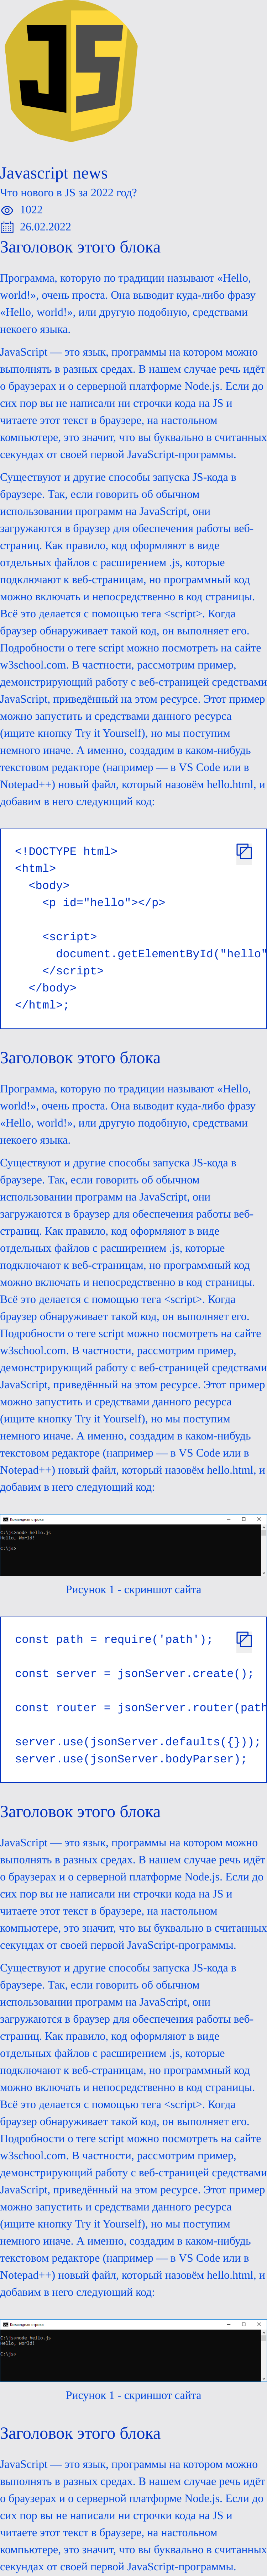 JS
Javascript news
Что нового в JS за 2022 год?
1022
26.02.2022
Заголовок этого блока
Программа, которую по традиции называют «Hello,
world!», очень проста. Она выводит куда-либо фразу
«Hello, world!», или другую подобную, средствами
некоего языка.
JavaScript — это язык, программы на котором можно
выполнять в разных средах. В нашем случае речь идёт
о браузерах и о серверной платформе Node.js. Если до
сих пор вы не написали ни строчки кода на JS и
читаете этот текст в браузере, на настольном
компьютере, это значит, что вы буквально в считанных
секундах от своей первой JavaScript-программы.
Существуют и другие способы запуска JS-кода в
браузере. Так, если говорить об обычном
использовании программ на JavaScript, они
загружаются в браузер для обеспечения работы веб-
страниц. Как правило, код оформляют в виде
отдельных файлов с расширением .js, которые
подключают к веб-страницам, но программный код
можно включать и непосредственно в код страницы.
Всё это делается с помощью тега <script>. Когда
браузер обнаруживает такой код, он выполняет его.
Подробности о теге script можно посмотреть на сайте
w3school.com. В частности, рассмотрим пример,
демонстрирующий работу с веб-страницей средствами
JavaScript, приведённый на этом ресурсе. Этот пример
можно запустить и средствами данного ресурса
(ищите кнопку Try it Yourself), но мы поступим
немного иначе. А именно, создадим в каком-нибудь
текстовом редакторе (например — в VS Code или в
Notepad++) новый файл, который назовём hello.html, и
добавим в него следующий код:
<!DOCTYPE html>
<html>
<body>
<p id="hello"></p>
<script>
document.getElementById("hello"
</script>
</body>
</html>;
Заголовок этого блока
Программа, которую по традиции называют «Hello,
world!», очень проста. Она выводит куда-либо фразу
«Hello, world!», или другую подобную, средствами
некоего языка.
Существуют и другие способы запуска JS-кода в
браузере. Так, если говорить об обычном
использовании программ на JavaScript, они
загружаются в браузер для обеспечения работы веб-
страниц. Как правило, код оформляют в виде
отдельных файлов с расширением .js, которые
подключают к веб-страницам, но программный код
можно включать и непосредственно в код страницы.
Всё это делается с помощью тега <script>. Когда
браузер обнаруживает такой код, он выполняет его.
Подробности о теге script можно посмотреть на сайте
w3school.com. В частности, рассмотрим пример,
демонстрирующий работу с веб-страницей средствами
JavaScript, приведённый на этом ресурсе. Этот пример
можно запустить и средствами данного ресурса
(ищите кнопку Try it Yourself), но мы поступим
немного иначе. А именно, создадим в каком-нибудь
текстовом редакторе (например — в VS Code или в
Notepad++) новый файл, который назовём hello.html, и
добавим в него следующий код:
Командная строка
C:\js>node hello.js
Hello, World!
C:\js>
Рисунок 1 - скриншот сайта
const path = require('path');
const server = jsonServer.create();
const router = jsonServer.router(path
server.use(jsonServer.defaults({}));
server.use(jsonServer.bodyParser);
Заголовок этого блока
JavaScript — это язык, программы на котором можно
выполнять в разных средах. В нашем случае речь идёт
о браузерах и о серверной платформе Node.js. Если до
сих пор вы не написали ни строчки кода на JS и
читаете этот текст в браузере, на настольном
компьютере, это значит, что вы буквально в считанных
секундах от своей первой JavaScript-программы.
Существуют и другие способы запуска JS-кода в
браузере. Так, если говорить об обычном
использовании программ на JavaScript, они
загружаются в браузер для обеспечения работы веб-
страниц. Как правило, код оформляют в виде
отдельных файлов с расширением .js, которые
подключают к веб-страницам, но программный код
можно включать и непосредственно в код страницы.
Всё это делается с помощью тега <script>. Когда
браузер обнаруживает такой код, он выполняет его.
Подробности о теге script можно посмотреть на сайте
w3school.com. В частности, рассмотрим пример,
демонстрирующий работу с веб-страницей средствами
JavaScript, приведённый на этом ресурсе. Этот пример
можно запустить и средствами данного ресурса
(ищите кнопку Try it Yourself), но мы поступим
немного иначе. А именно, создадим в каком-нибудь
текстовом редакторе (например — в VS Code или в
Notepad++) новый файл, который назовём hello.html, и
добавим в него следующий код:
Командная строка
C:\js>node hello.js
Hello, World!
C:\js>
Рисунок 1 - скриншот сайта
Заголовок этого блока
JavaScript — это язык, программы на котором можно
выполнять в разных средах. В нашем случае речь идёт
о браузерах и о серверной платформе Node.js. Если до
сих пор вы не написали ни строчки кода на JS и
читаете этот текст в браузере, на настольном
компьютере, это значит, что вы буквально в считанных
секундах от своей первой JavaScript-программы.